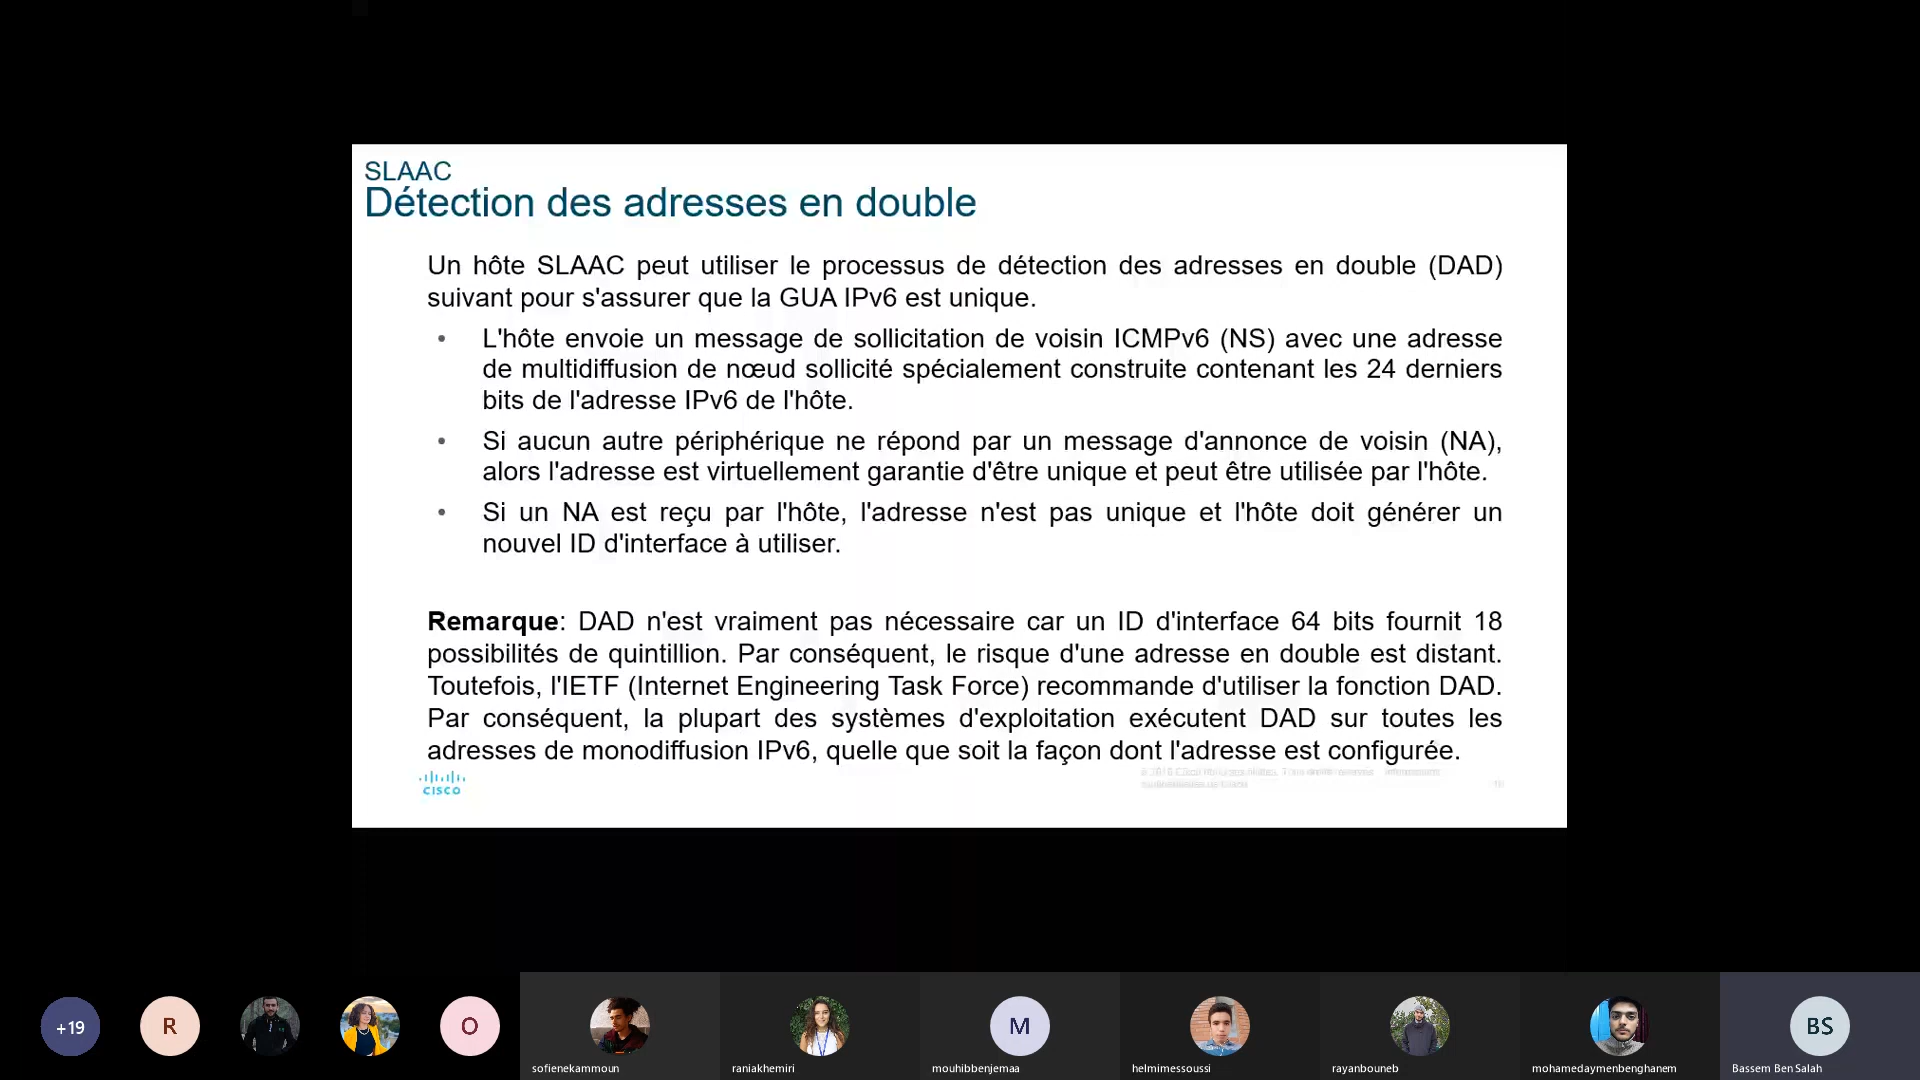 SLAAC
Détection des adresses en double
Un hôte SLAAC peut utiliser le processus de détection des adresses en double (DAD)
suivant pour s'assurer que la GUA IPv6 est unique.
• L'hôte envoie un message de sollicitation de voisin ICMPv6 (NS) avec une adresse
de multidiffusion de nœud sollicité spécialement construite contenant les 24 derniers
bits de l'adresse IPv6 de l'hôte.
• Si aucun autre périphérique ne répond par un message d'annonce de voisin (NA),
alors l'adresse est virtuellement garantie d'être unique et peut être utilisée par l'hôte.
• Si un NA est reçu par l'hôte, l'adresse n'est pas unique et l'hôte doit générer un
nouvel ID d'interface à utiliser.
Remarque: DAD n'est vraiment pas nécessaire car un ID d'interface 64 bits fournit 18
possibilités de quintillion. Par conséquent, le risque d'une adresse en double est distant.
Toutefois, l'IETF (Internet Engineering Task Force) recommande d'utiliser la fonction DAD.
Par conséquent, la plupart des systèmes d'exploitation exécutent DAD sur toutes les
adresses de monodiffusion IPv6, quelle que soit la façon dont l'adresse est configurée.
CISCO
+19
R
O
M
BS
sofienekammoun
raniakhemiri
mouhibbenjemaa
helmimessoussi
rayanbouneb
mohamedaymenbenghanem
Bassem Ben Salah